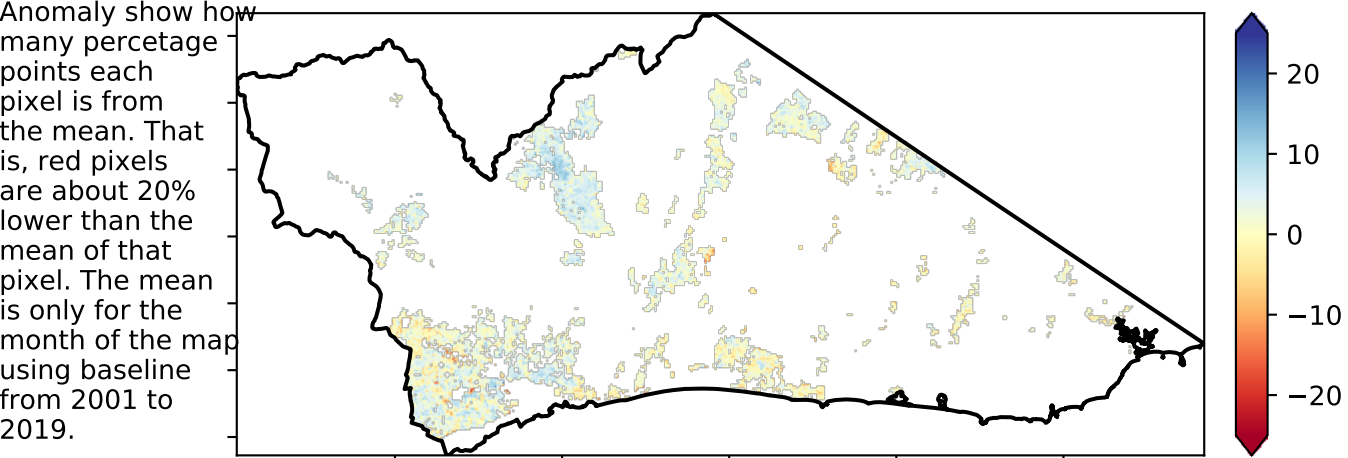 Anomaly show how
many percetage
points each
pixel is from
the mean. That
is, red pixels
are about 20%
lower than the
mean of that
pixel. The mean
is only for the
month of the map
using baseline
from 2001 to
2019.
20
10
0
−10
−20